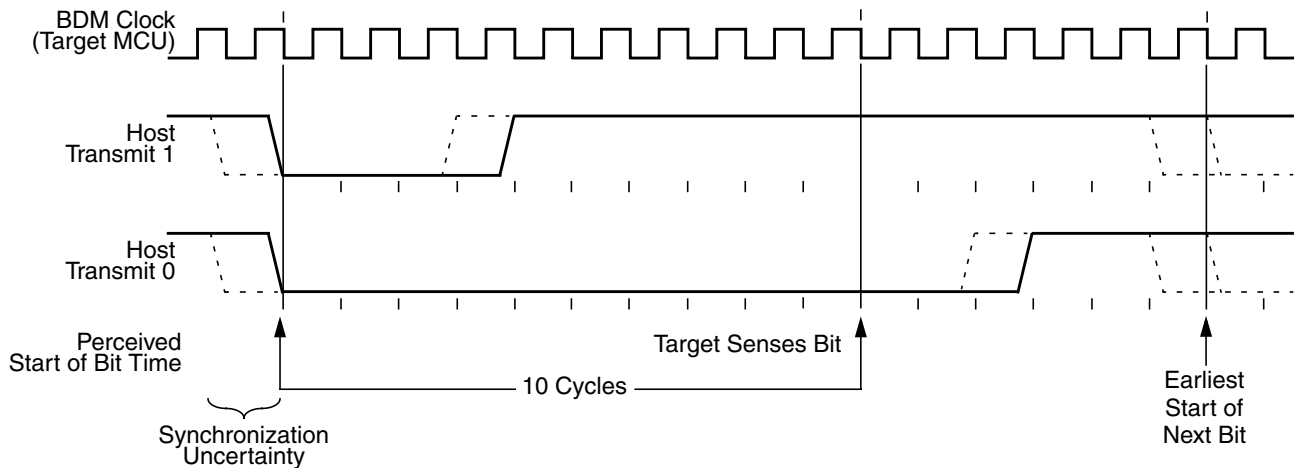 BDM Clock
(Target MCU)
Host
Transmit 1
Host
Transmit 0
Perceived
Start of Bit Time
Target Senses Bit
10 Cycles
Earliest
Start of
Next Bit
Synchronization
Uncertainty